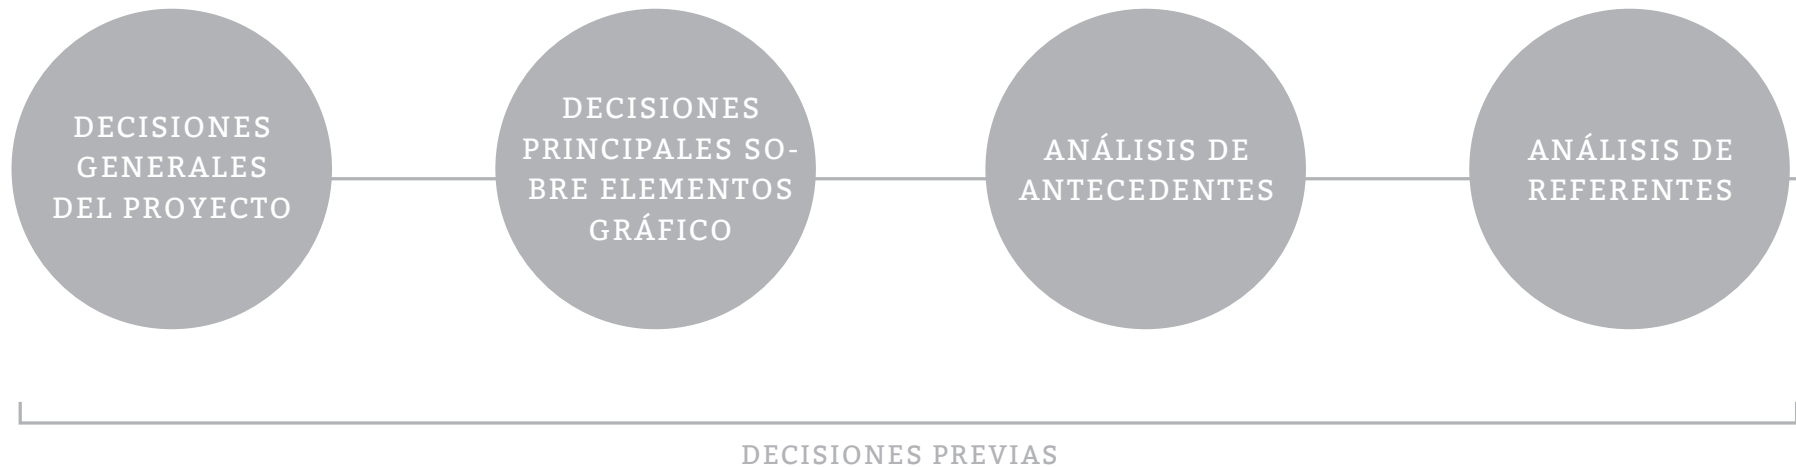 DECISIONES
GENERALES
DEL PROYECTO
DECISIONES
PRINCIPALES SO-
BRE ELEMENTOS
GRÁFICO
ANÁLISIS DE
ANTECEDENTES
ANÁLISIS DE
REFERENTES
DECISIONES PREVIAS